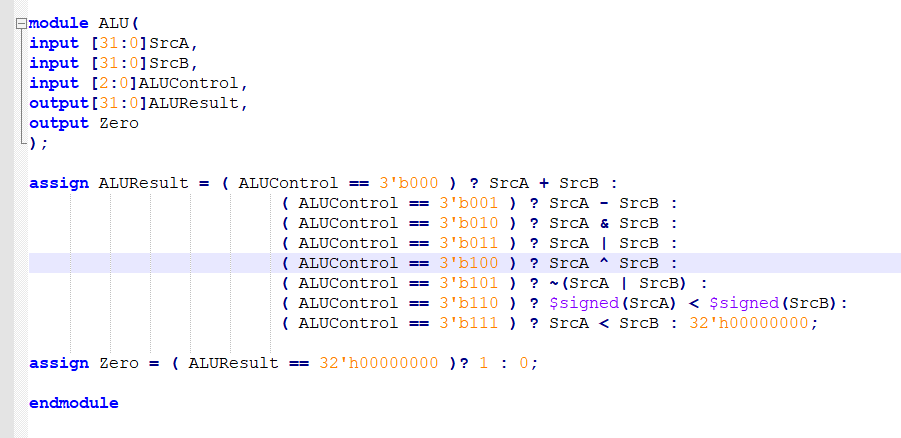 module ALU(
input [31:0]SrcA,
input [31:0]SrcB,
input [2:0]ALUControl,
output[31:0]ALUResult,
output Zero
);
assign ALUResult = ( ALUControl == 3'b000 ) ? SrcA + SrcB :
( ALUControl == 3'b001 ) ? SrcA - SrcB :
( ALUControl == 3'b010 ) ? SrcA & SrcB :
( ALUControl == 3'b011 ) ? SrcA | SrcB :
( ALUControl == 3'b100 ) ? SrcA ^ SrcB :
( ALUControl == 3'b101 ) ? ~(SrcA | SrcB) :
( ALUControl == 3'b110 ) ? $signed(SrcA) < $signed(SrcB):
( ALUControl == 3'b111 ) ? SrcA < SrcB : 32'h00000000;
assign Zero = ( ALUResult == 32'h00000000 )? 1 : 0;
endmodule